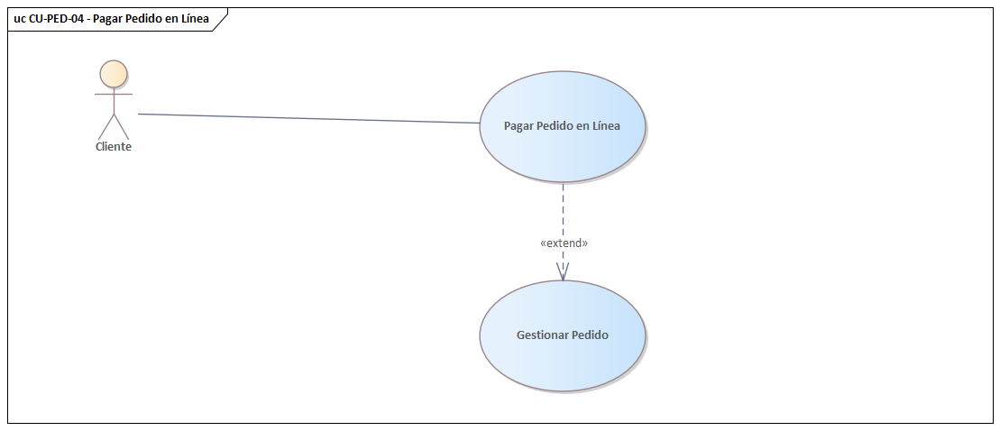 uc CU-PED-04 - Pagar Pedido en Línea
Cliente
Pagar Pedido en Línea
«extend»
Gestionar Pedido